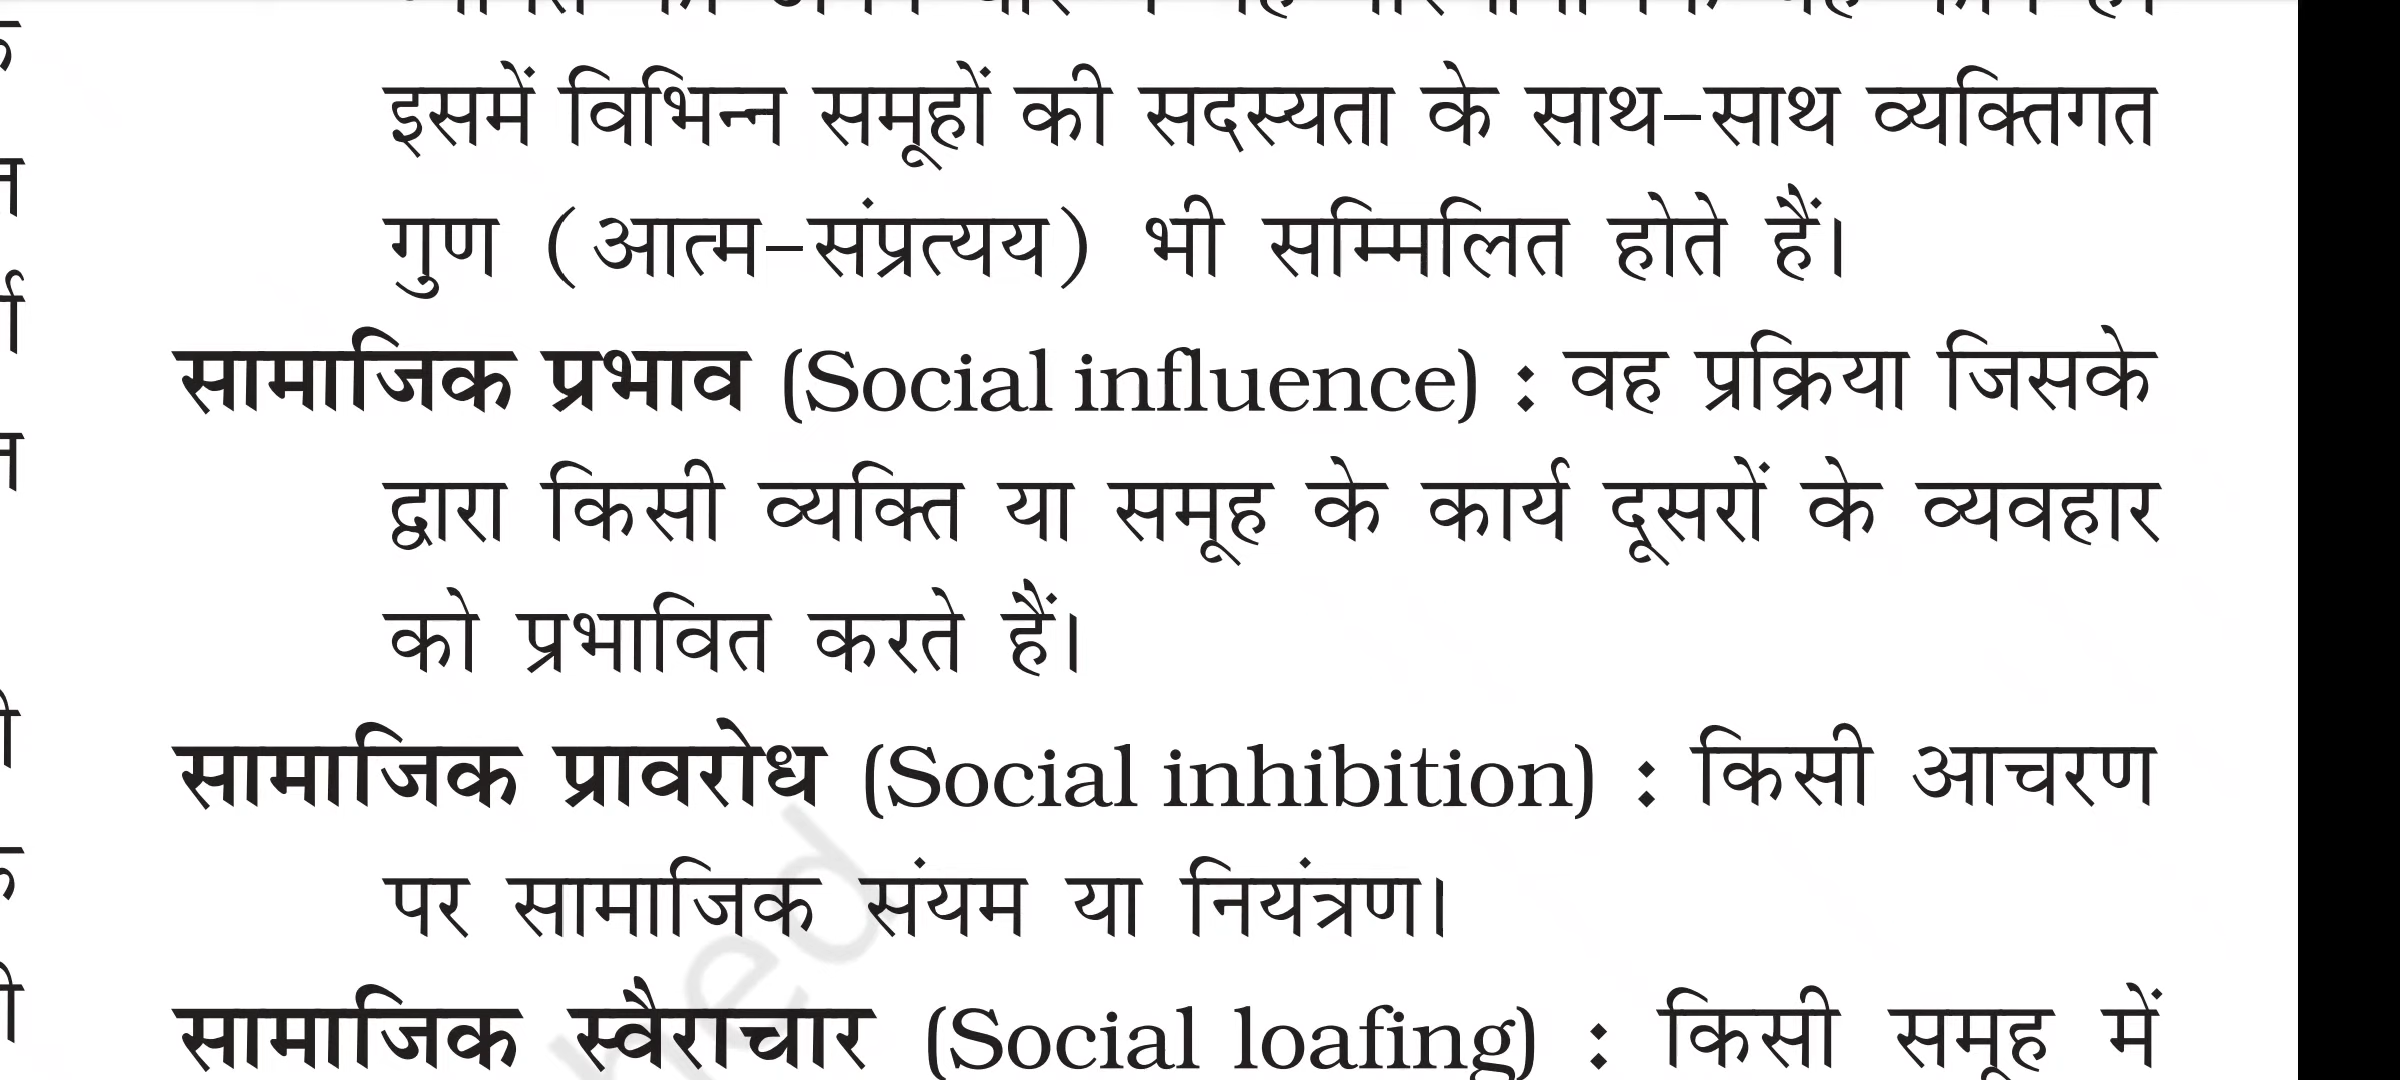 इसमें विभिन्न समूहों की सदस्यता के साथ-साथ व्यक्तिगत
गुण (आत्म-संप्रत्यय) भी सम्मिलित होते हैं।
सामाजिक प्रभाव (Social influence) : वह प्रक्रिया जिसके
द्वारा किसी व्यक्ति या समूह के कार्य दूसरों के व्यवहार
को प्रभावित करते हैं।
सामाजिक प्रावरोध (Social inhibition) : किसी आचरण
पर सामाजिक संयम या नियंत्रण।
सामाजिक स्वैराचार (Social loafing) : किसी समूह में